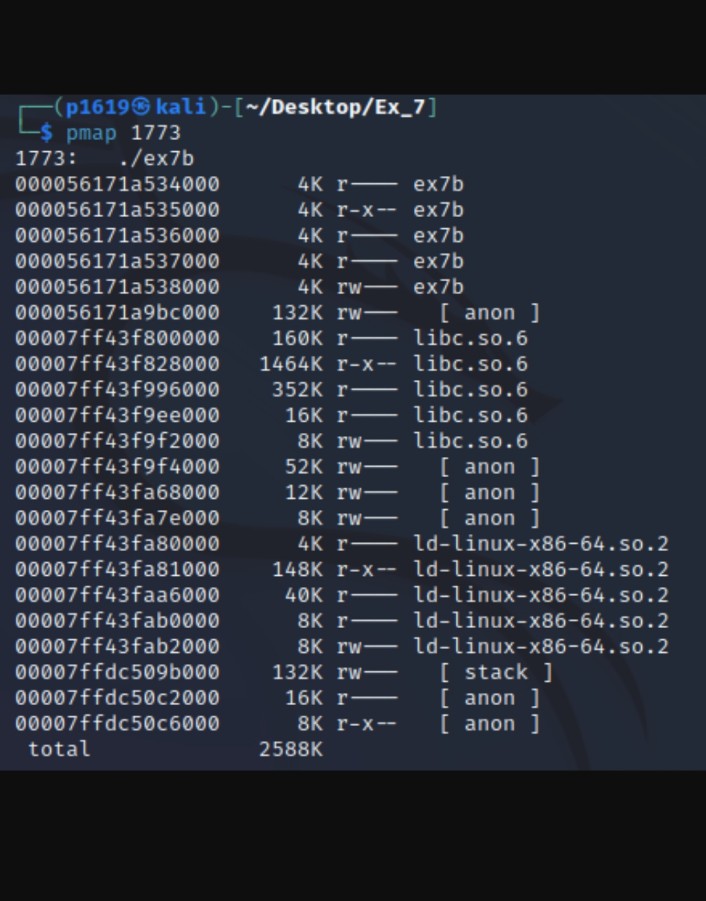 ┌──(p1619㉿kali)-[~/Desktop/Ex_7]
└─$ pmap 1773
1773:   ./ex7b
000056171a534000      4K r---- ex7b
000056171a535000      4K r-x-- ex7b
000056171a536000      4K r---- ex7b
000056171a537000      4K r---- ex7b
000056171a538000      4K rw--- ex7b
000056171a9bc000    132K rw---   [ anon ]
00007ff43f800000    160K r---- libc.so.6
00007ff43f828000   1464K r-x-- libc.so.6
00007ff43f996000    352K r---- libc.so.6
00007ff43f9ee000     16K r---- libc.so.6
00007ff43f9f2000      8K rw--- libc.so.6
00007ff43f9f4000     52K rw---   [ anon ]
00007ff43fa68000     12K rw---   [ anon ]
00007ff43fa7e000      8K rw---   [ anon ]
00007ff43fa80000      4K r---- ld-linux-x86-64.so.2
00007ff43fa81000    148K r-x-- ld-linux-x86-64.so.2
00007ff43faa6000     40K r---- ld-linux-x86-64.so.2
00007ff43fab0000      8K r---- ld-linux-x86-64.so.2
00007ff43fab2000      8K rw--- ld-linux-x86-64.so.2
00007ffdc509b000    132K rw---   [ stack ]
00007ffdc50c2000     16K r----   [ anon ]
00007ffdc50c6000      8K r-x--   [ anon ]
 total             2588K